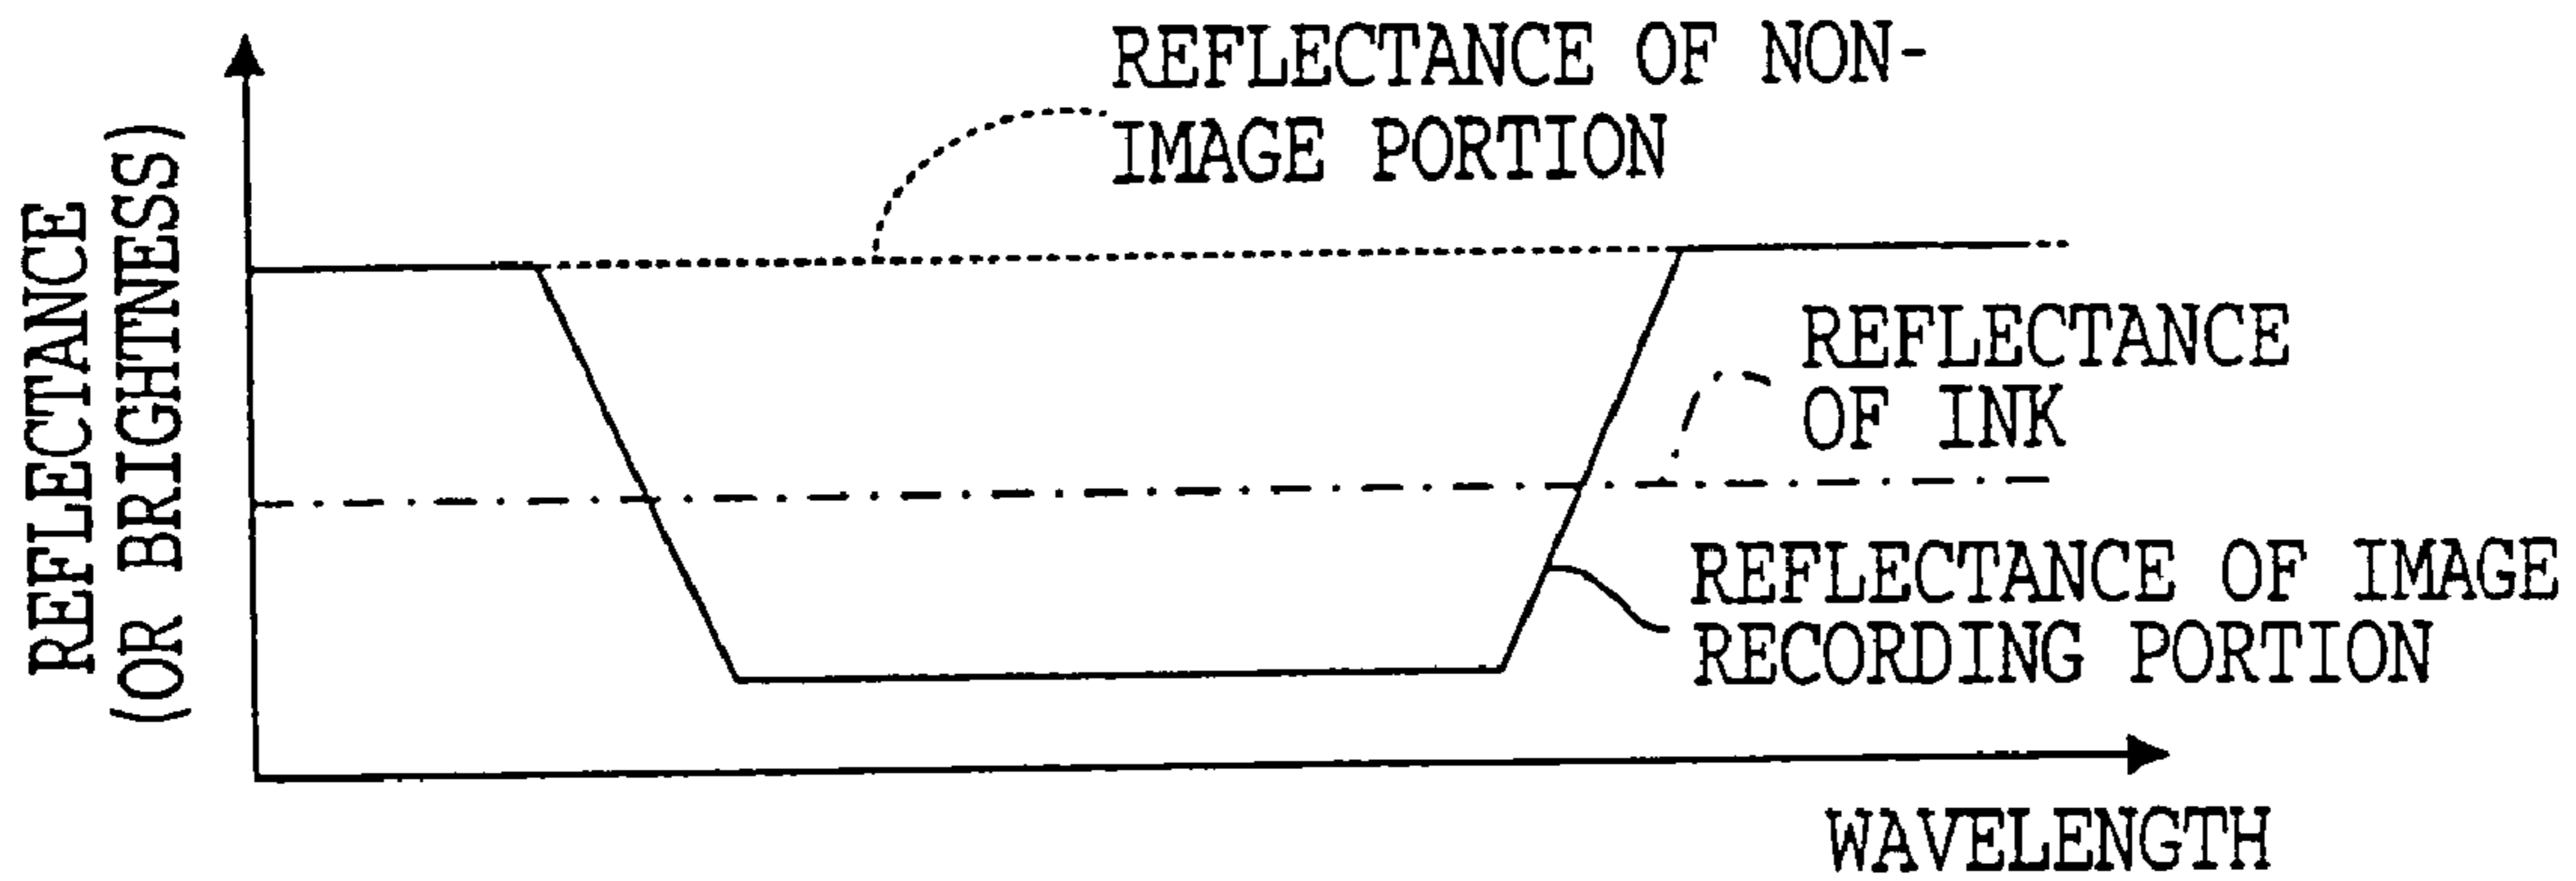 REFLECTANCE OF NON-
IMAGE PORTION
REFLECTANCE
(OR BRIGHTNESS)
REFLECTANCE
OF INK
REFLECTANCE OF IMAGE
RECORDING PORTION
WAVELENGTH